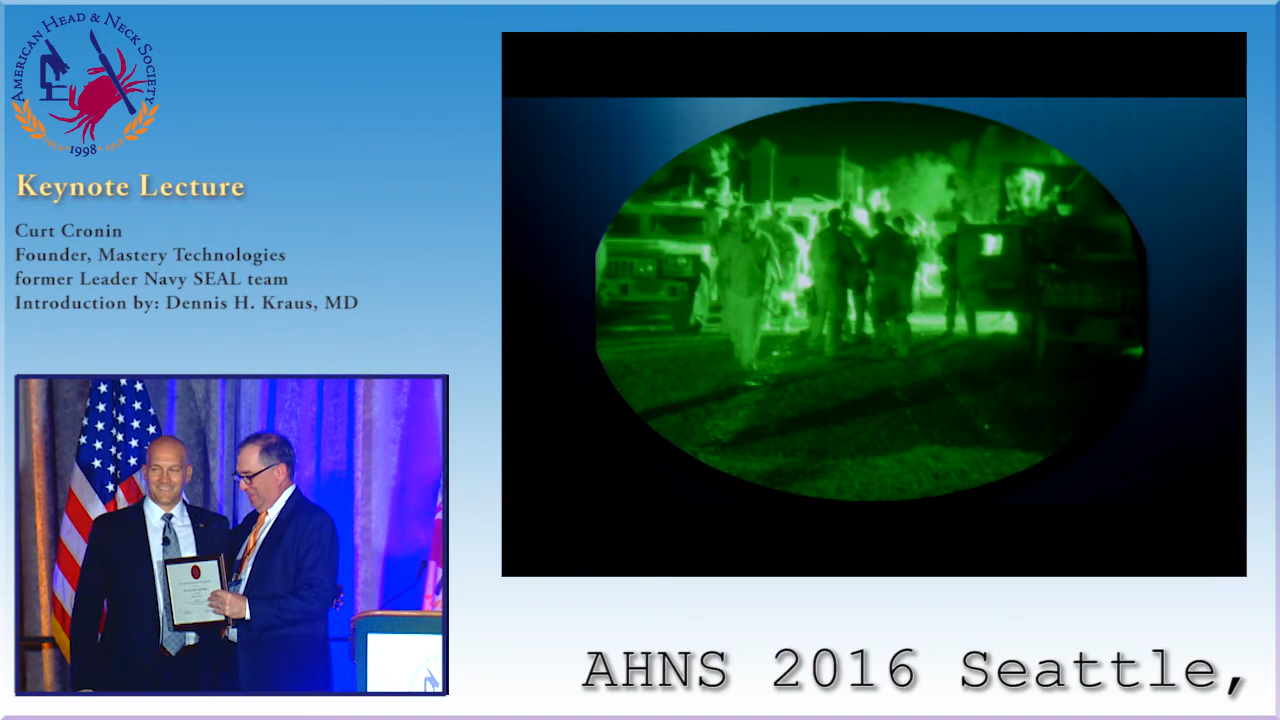 AMERICAN HEAD & NECK SOCIETY
1998
Keynote Lecture
Curt Cronin
Founder, Mastery Technologies
former Leader Navy SEAL team
Introduction by: Dennis H. Kraus, MD
AHNS 2016 Seattle,